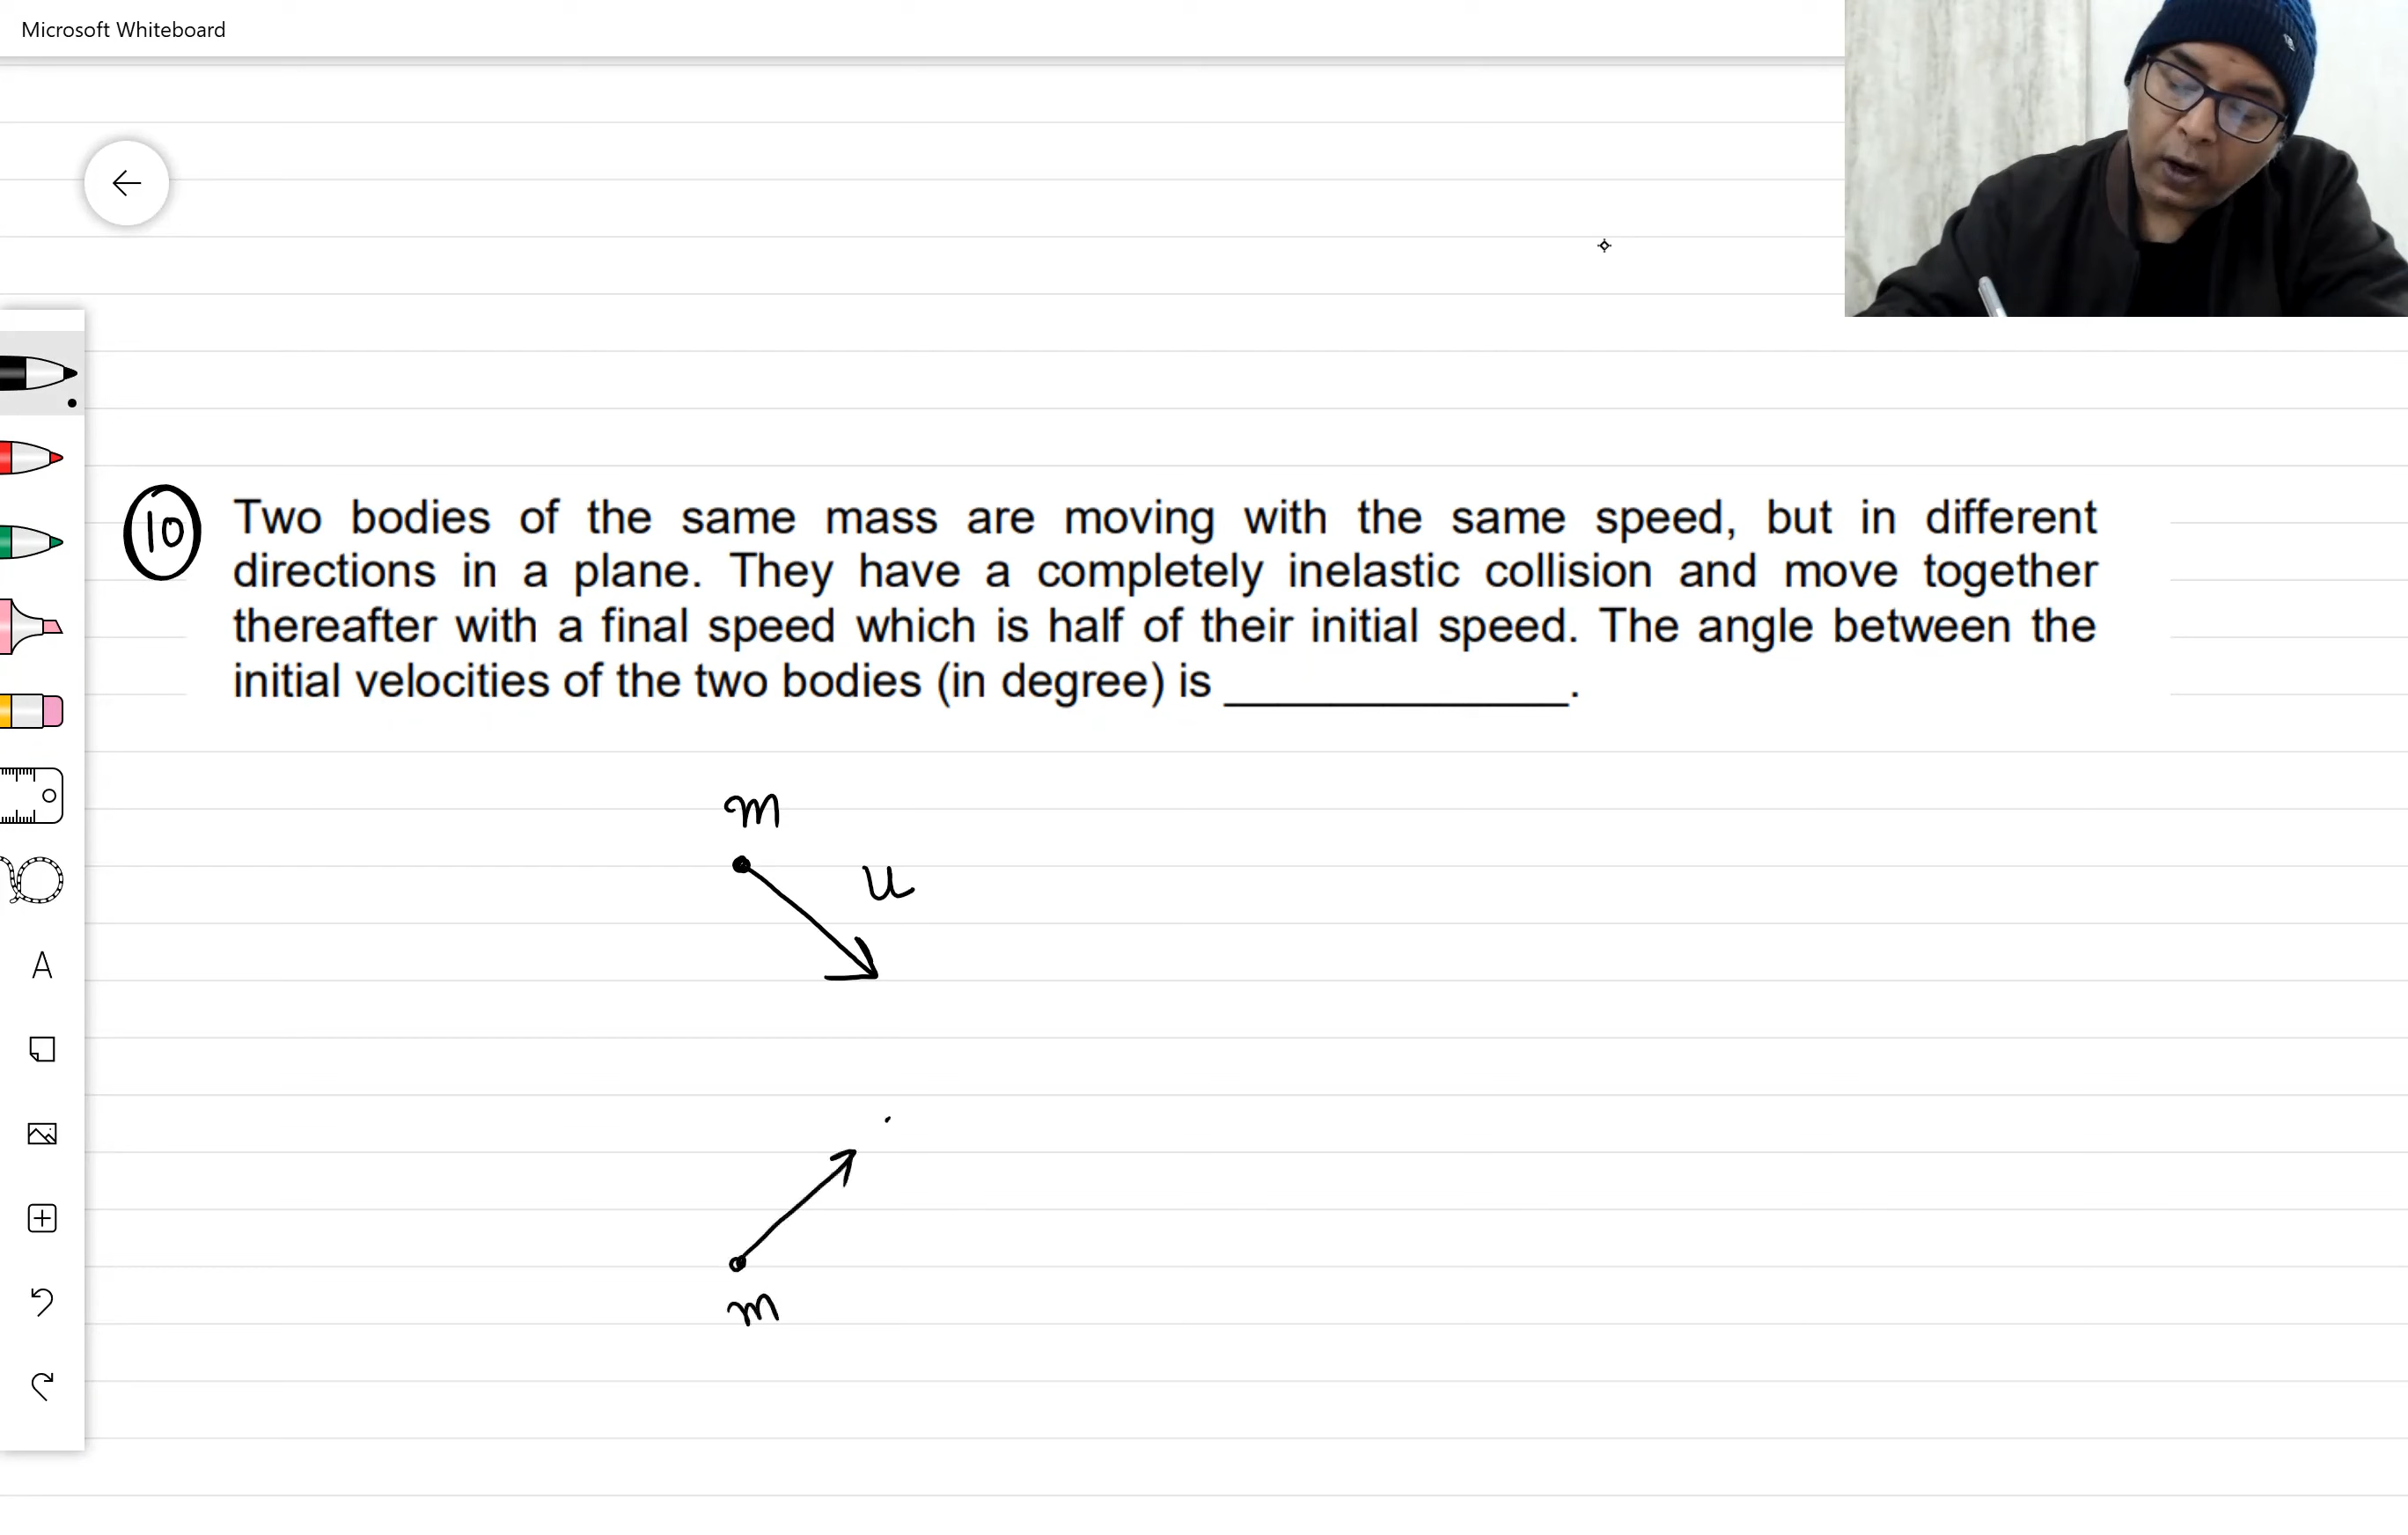 Microsoft Whiteboard
10 Two bodies of the same mass are moving with the same speed, but in different
directions in a plane. They have a completely inelastic collision and move together
thereafter with a final speed which is half of their initial speed. The angle between the
initial velocities of the two bodies (in degree) is ______________.
m
u
A
m